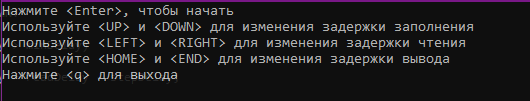 Нажмите <Enter>, чтобы начать
Используйте <UP> и <DOWN> для изменения задержки заполнения
Используйте <LEFT> и <RIGHT> для изменения задержки чтения
Используйте <HOME> и <END> для изменения задержки вывода
Нажмите <q> для выхода